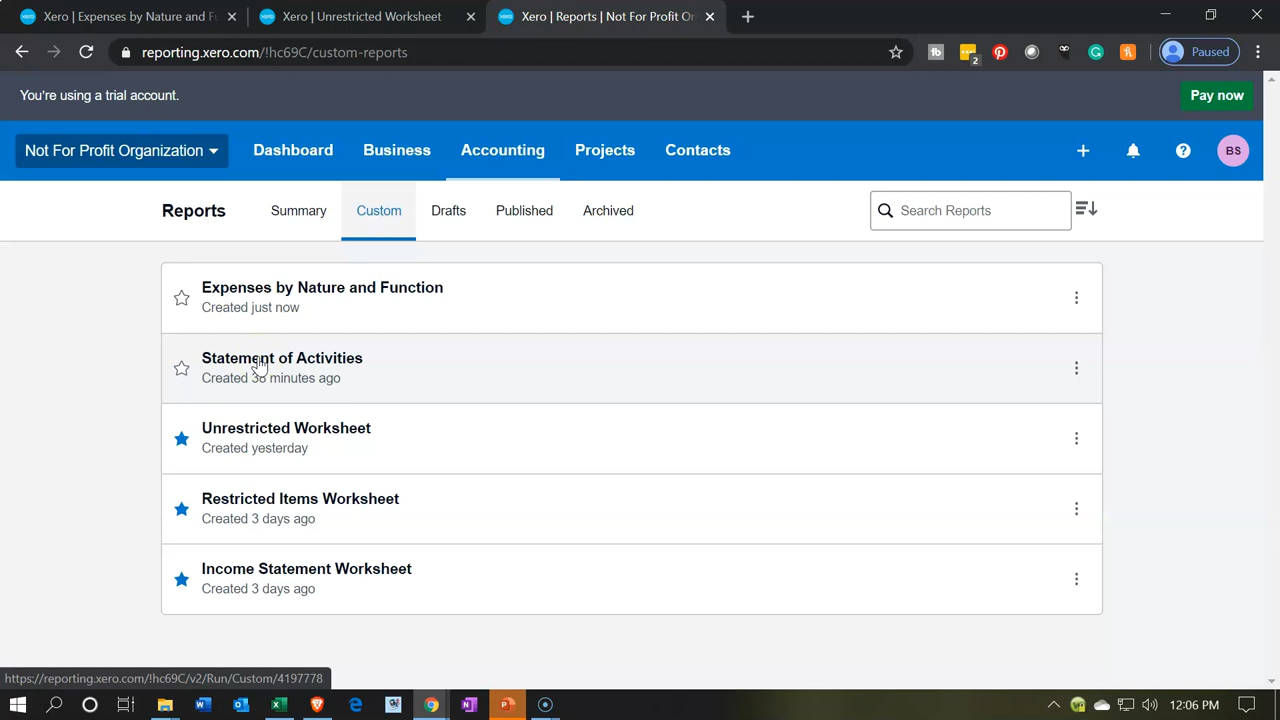 Xero | Expenses by Nature and F
Xero | Unrestricted Worksheet
Xero | Reports | Not For Profit Or
reporting.xero.com/!hc69C/custom-reports
2
Paused
You're using a trial account.
Pay now
Not For Profit Organization
Dashboard
Business
Accounting
Projects
Contacts
BS
Reports
Summary
Custom
Drafts
Published
Archived
Search Reports
Expenses by Nature and Function
Created just now
Statement of Activities
Created 38 minutes ago
Unrestricted Worksheet
Created yesterday
Restricted Items Worksheet
Created 3 days ago
Income Statement Worksheet
Created 3 days ago
https://reporting.xero.com/!hc69C/v2/Run/Custom/4197778
12:06 PM